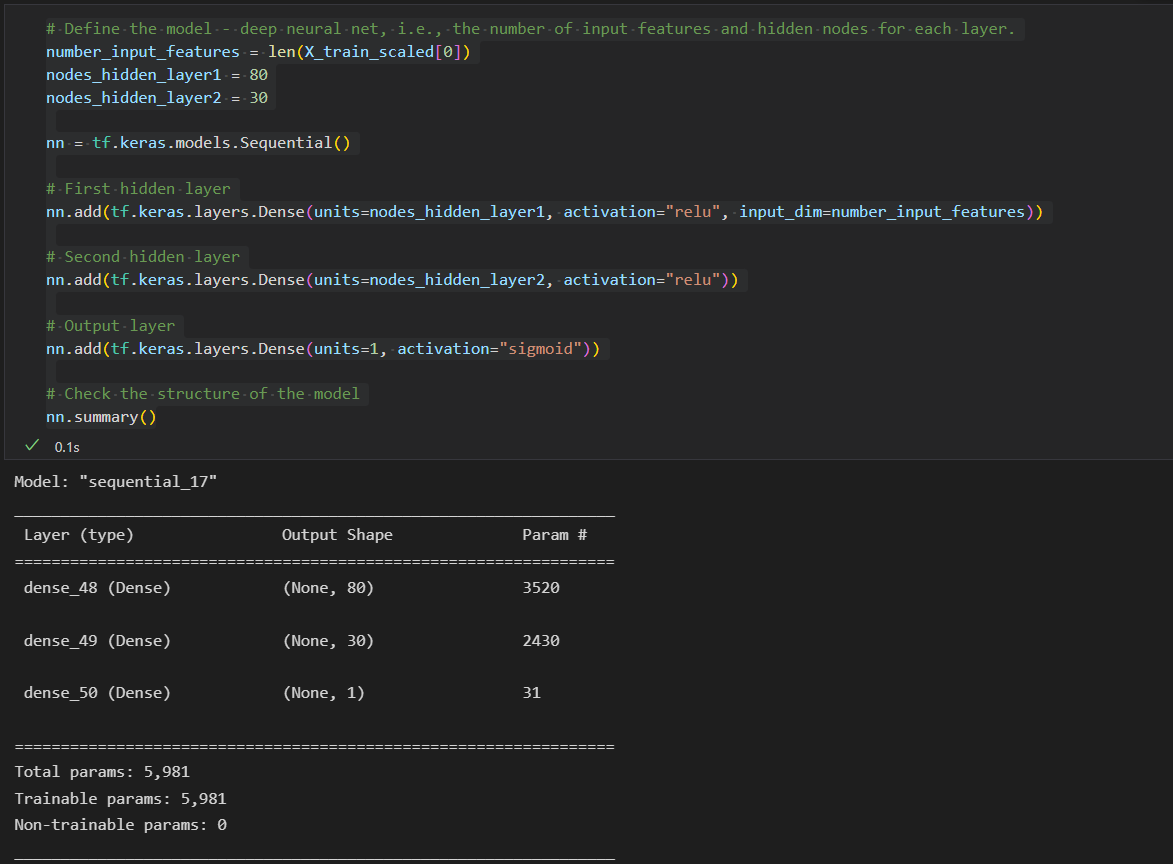 # Define the model - deep neural net, i.e., the number of input features and hidden nodes for each layer.
number_input_features = len(X_train_scaled[0])
nodes_hidden_layer1 = 80
nodes_hidden_layer2 = 30
nn = tf.keras.models.Sequential()
# First hidden layer
nn.add(tf.keras.layers.Dense(units=nodes_hidden_layer1, activation="relu", input_dim=number_input_features))
# Second hidden layer
nn.add(tf.keras.layers.Dense(units=nodes_hidden_layer2, activation="relu"))
# Output layer
nn.add(tf.keras.layers.Dense(units=1, activation="sigmoid"))
# Check the structure of the model
nn.summary()
0.1s
Model: "sequential_17"
Layer (type) Output Shape Param #
=================================================================
dense_48 (Dense) (None, 80) 3520
dense_49 (Dense) (None, 30) 2430
dense_50 (Dense) (None, 1) 31
=================================================================
Total params: 5,981
Trainable params: 5,981
Non-trainable params: 0